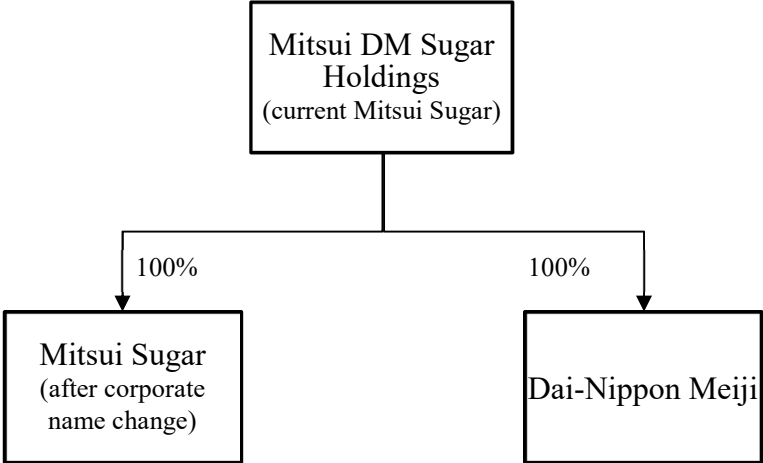 Mitsui DM Sugar
Holdings
(current Mitsui Sugar)
100%
100%
Mitsui Sugar
(after corporate
name change)
Dai-Nippon Meiji